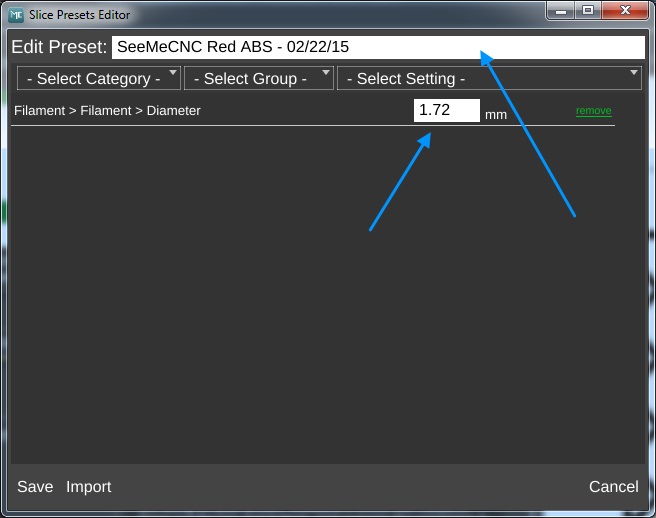 MC Slice Presets Editor
Edit Preset: SeeMeCNC Red ABS - 02/22/15
- Select Category - - Select Group - - Select Setting -
Filament > Filament > Diameter 1.72 mm remove
Save Import Cancel